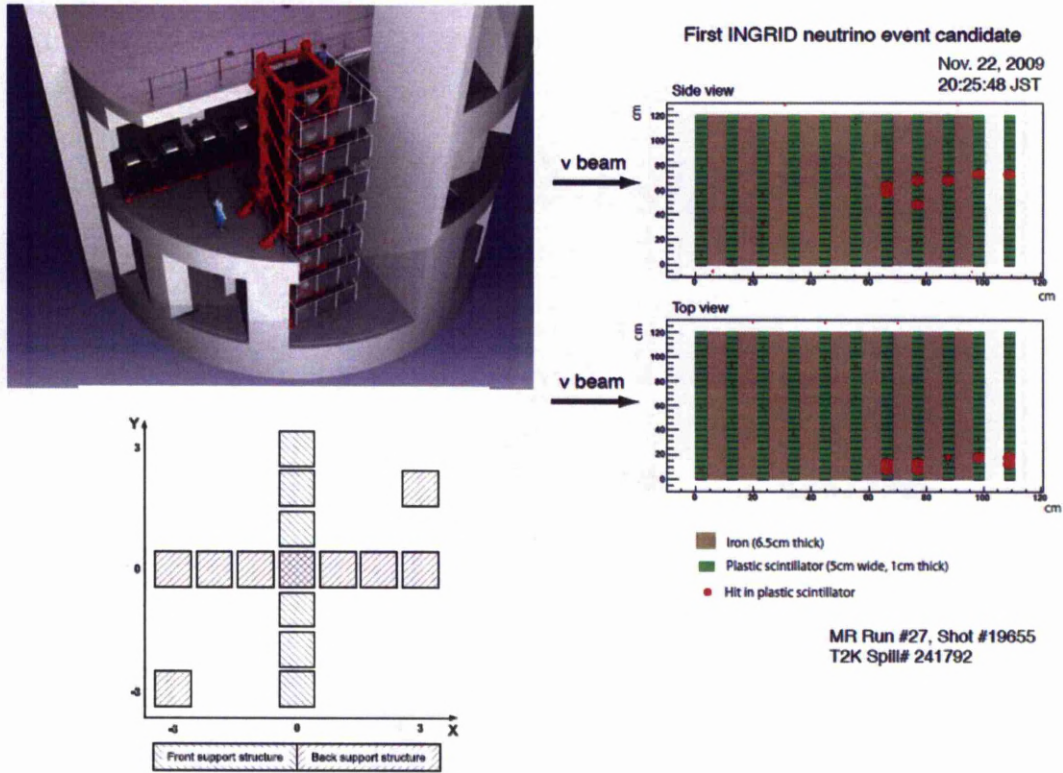 First INGRID neutrino event candidate
Nov. 22, 2009
20:25:48 JST
Side view
cm
120
100
80
60
40
20
0
ν beam
0 20 40 60 80 100 120
cm
Top view
cm
120
100
80
60
40
20
0
ν beam
0 20 40 60 80 100 120
cm
Iron (6.5cm thick)
Plastic scintillator (5cm wide, 1cm thick)
Hit in plastic scintillator
MR Run #27, Shot #19655
T2K Spill# 241792
Y
3
0
-3
-3 0 3
X
Front support structure Back support structure